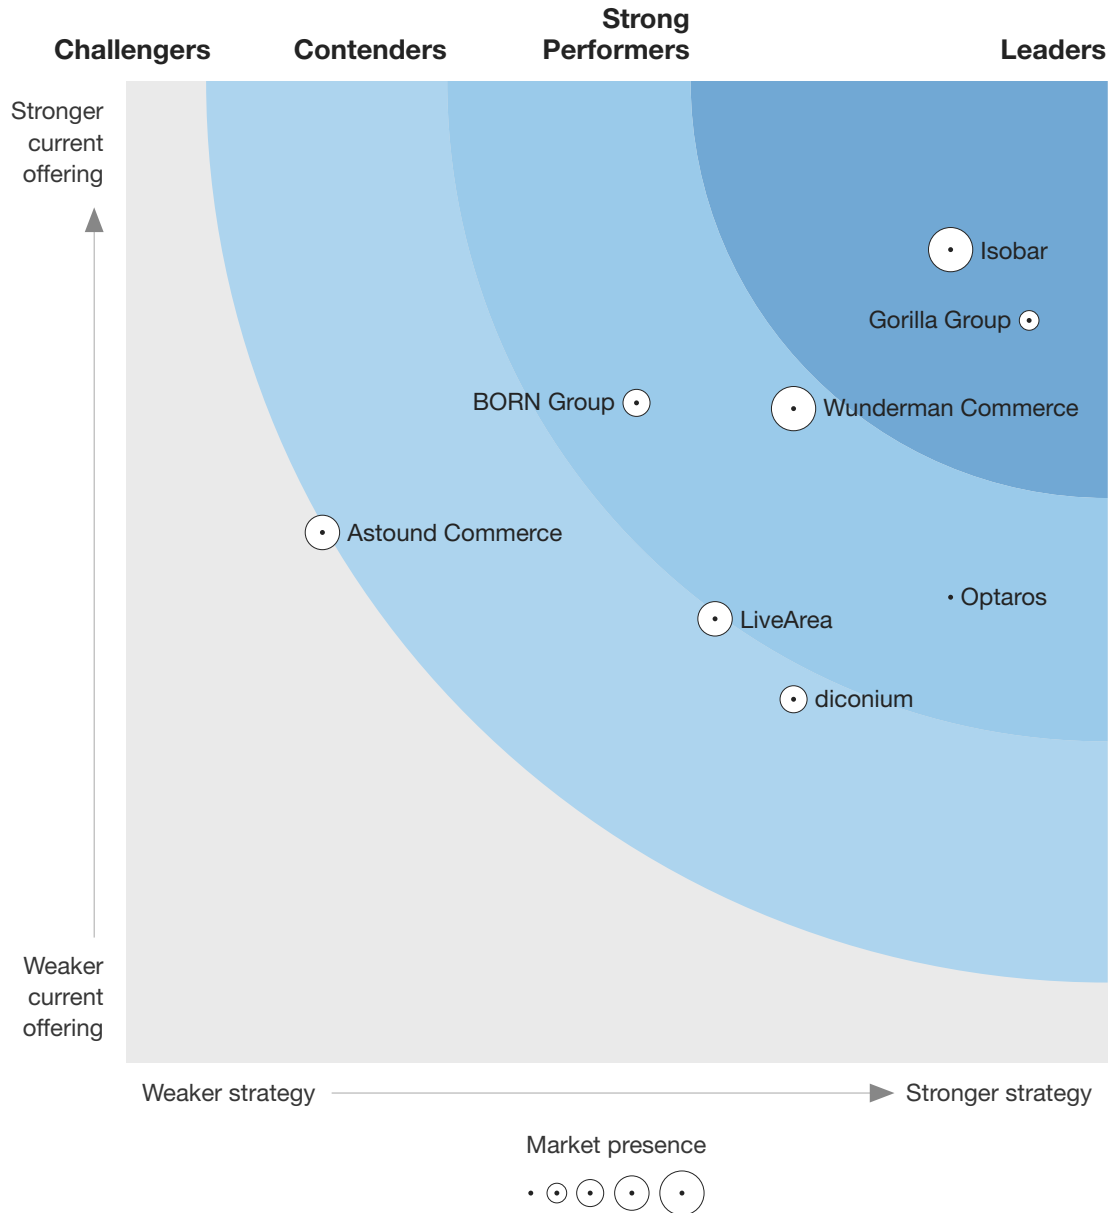 Challengers
Contenders
Strong
Performers
Leaders
Stronger
current
offering
Isobar
Gorilla Group
BORN Group
Wunderman Commerce
Astound Commerce
Optaros
LiveArea
diconium
Weaker
current
offering
Weaker strategy
Stronger strategy
Market presence